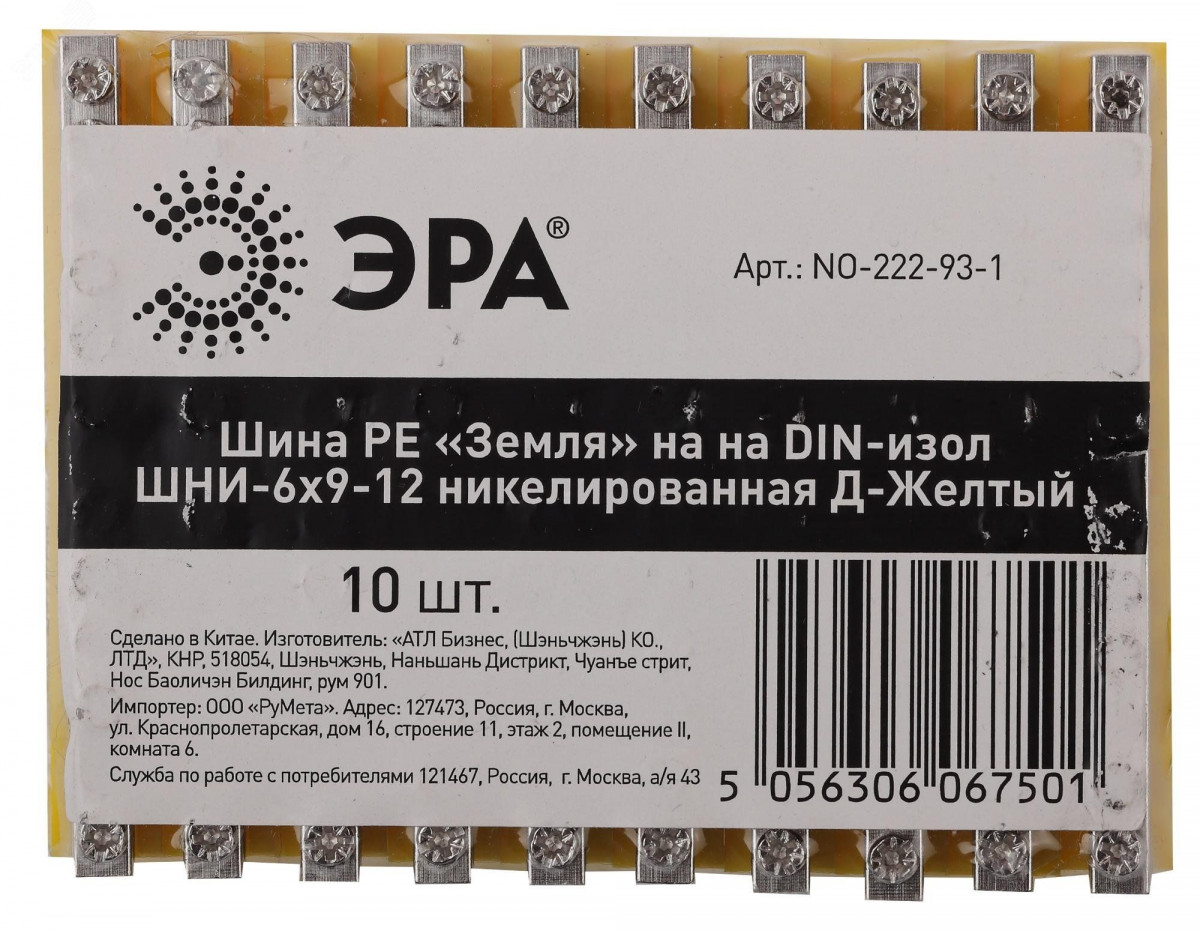 ЭРА®
Арт.: NO-222-93-1
Шина PE «Земля» на на DIN-изол
ШНИ-6х9-12 никелированная Д-Желтый
10 шт.
Сделано в Китае. Изготовитель: «АТЛ Бизнес, (Шэньчжэнь) КО.,
ЛТД», КНР, 518054, Шэньчжэнь, Наньшань Дистрикт, Чуанъе стрит,
Нос Баоличэн Билдинг, рум 901.
Импортер: ООО «РуМета». Адрес: 127473, Россия, г. Москва,
ул. Краснопролетарская, дом 16, строение 11, этаж 2, помещение II,
комната 6.
Служба по работе с потребителями 121467, Россия, г. Москва, а/я 43
5 056306 067501